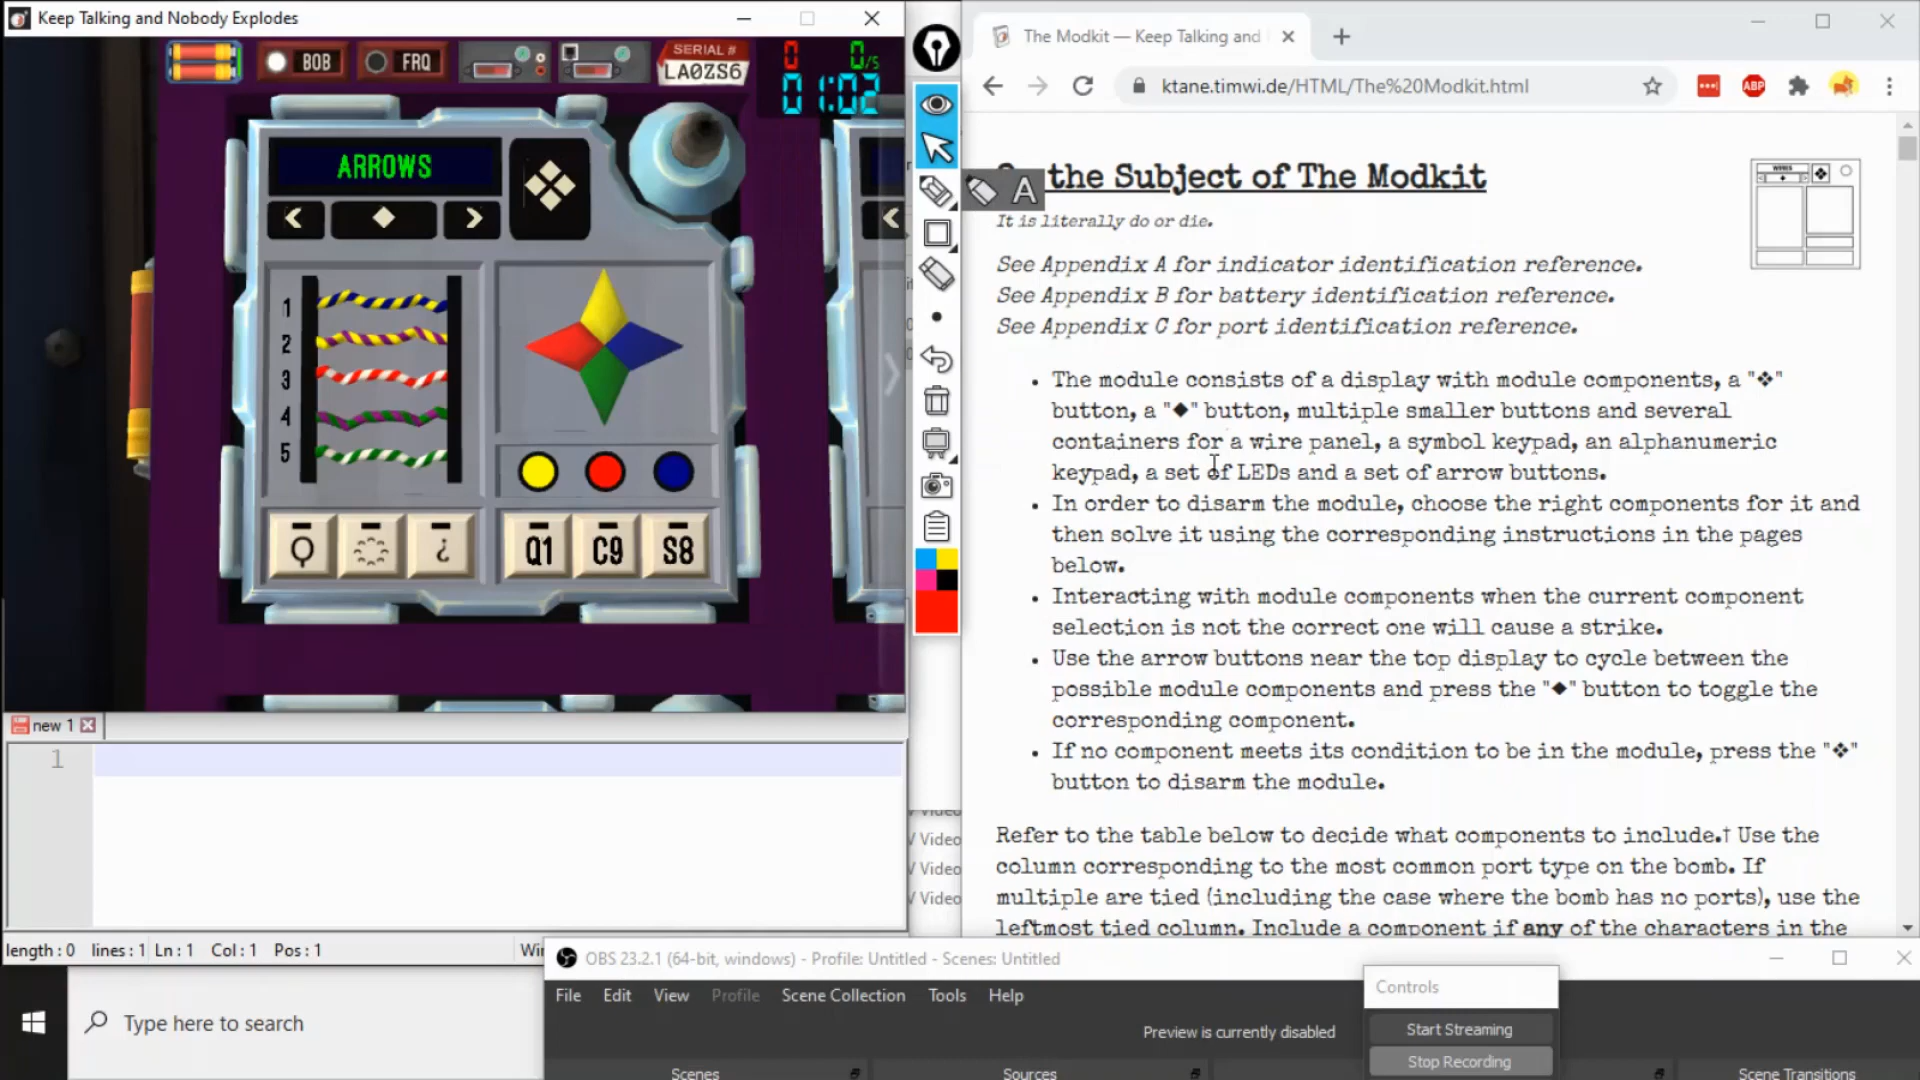 Keep Talking and Nobody Explodes
BOB
FRQ
SERIAL #
LA0ZS6
0
0/5
01:02
ARROWS
1
2
3
4
5
Q1
C9
S8
new 1
1
length : 0 lines : 1 Ln : 1 Col : 1 Pos : 1
Type here to search
A
The Modkit — Keep Talking and
ktane.timwi.de/HTML/The%20Modkit.html
ABP
the Subject of The Modkit
It is literally do or die.
See Appendix A for indicator identification reference.
See Appendix B for battery identification reference.
See Appendix C for port identification reference.
• The module consists of a display with module components, a "❖"
button, a "◆" button, multiple smaller buttons and several
containers for a wire panel, a symbol keypad, an alphanumeric
keypad, a set of LEDs and a set of arrow buttons.
• In order to disarm the module, choose the right components for it and
then solve it using the corresponding instructions in the pages
below.
• Interacting with module components when the current component
selection is not the correct one will cause a strike.
• Use the arrow buttons near the top display to cycle between the
possible module components and press the "◆" button to toggle the
corresponding component.
• If no component meets its condition to be in the module, press the "❖"
button to disarm the module.
Refer to the table below to decide what components to include.† Use the
column corresponding to the most common port type on the bomb. If
multiple are tied (including the case where the bomb has no ports), use the
leftmost tied column. Include a component if any of the characters in the
Video
Video
Video
OBS 23.2.1 (64-bit, windows) - Profile: Untitled - Scenes: Untitled
File Edit View Profile Scene Collection Tools Help
Preview is currently disabled
Controls
Start Streaming
Stop Recording
Scenes
Sources
Scene Transitions